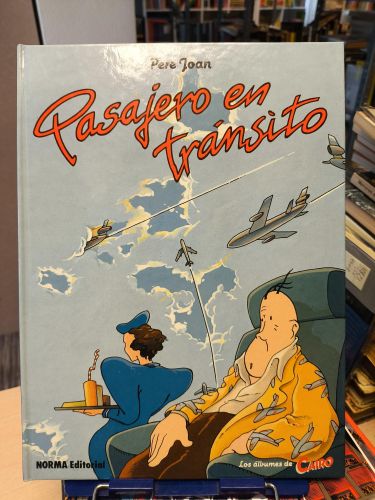 Pere Joan
Pasajero en
tránsito
NORMA Editorial
Los álbumes de CAIRO